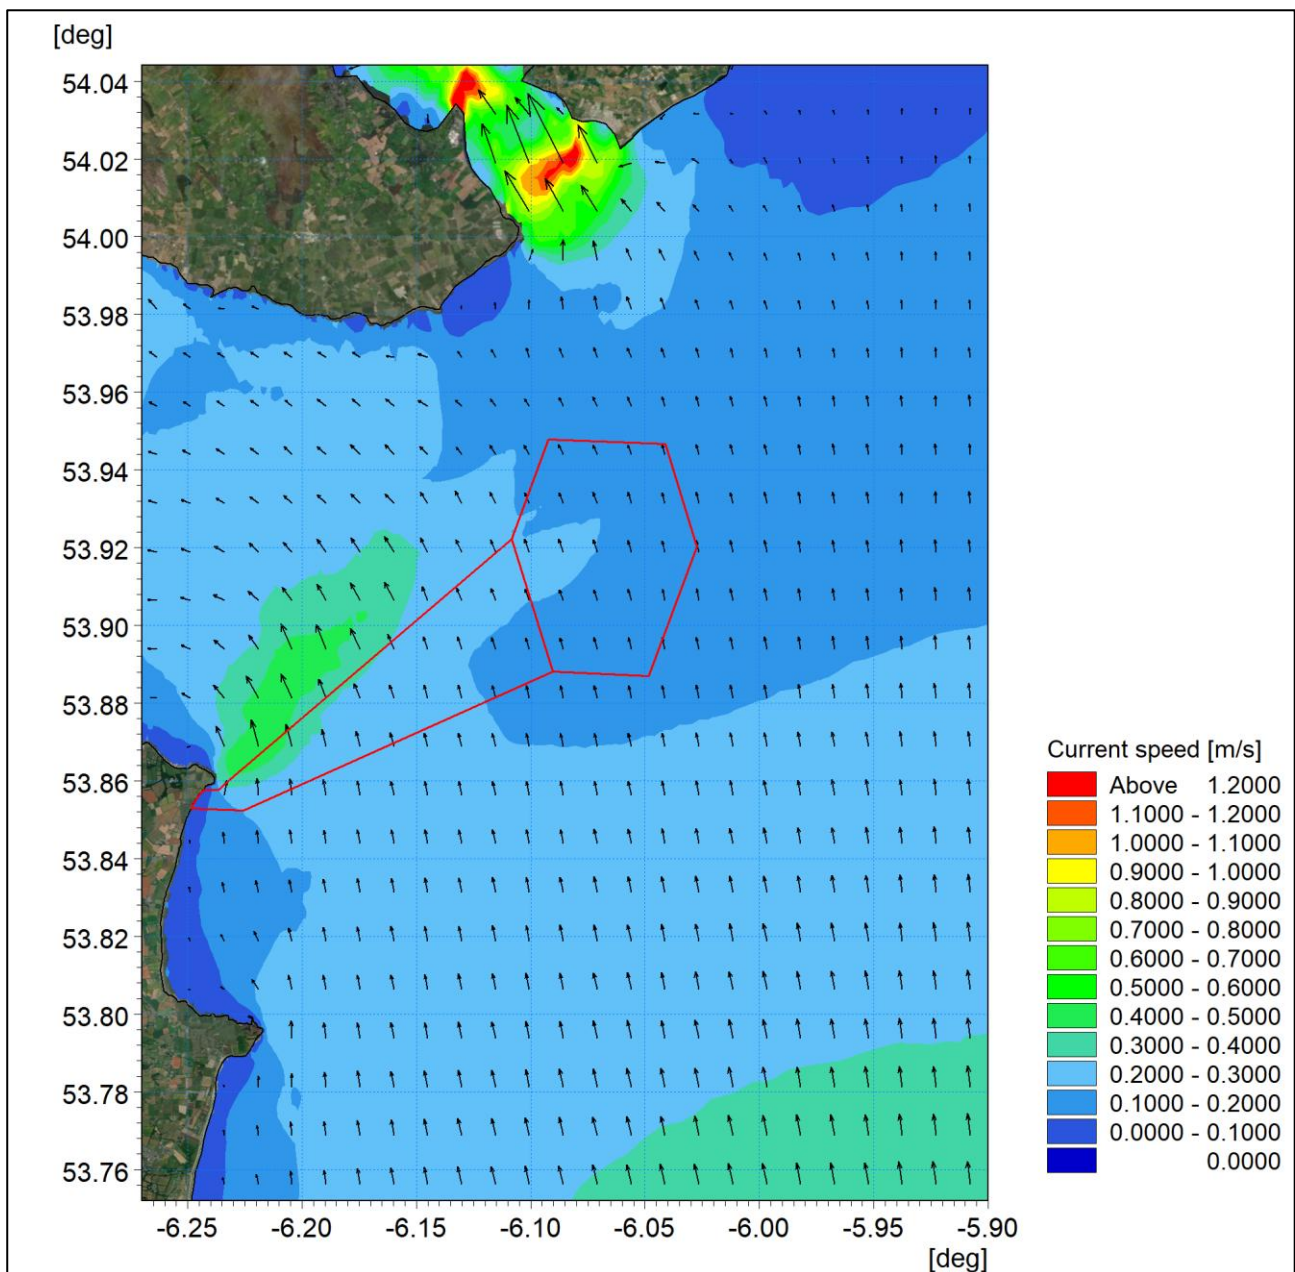 [deg]
54.04
54.02
54.00
53.98
53.96
53.94
53.92
53.90
53.88
53.86
53.84
53.82
53.80
53.78
53.76
-6.25 -6.20 -6.15 -6.10 -6.05 -6.00 -5.95 -5.90
[deg]
Current speed [m/s]
Above 1.2000
1.1000 - 1.2000
1.0000 - 1.1000
0.9000 - 1.0000
0.8000 - 0.9000
0.7000 - 0.8000
0.6000 - 0.7000
0.5000 - 0.6000
0.4000 - 0.5000
0.3000 - 0.4000
0.2000 - 0.3000
0.1000 - 0.2000
0.0000 - 0.1000
0.0000